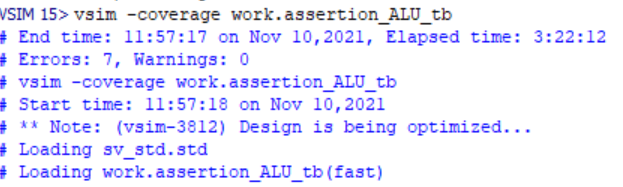 VSIM 15> vsim -coverage work.assertion_ALU_tb
# End time: 11:57:17 on Nov 10,2021, Elapsed time: 3:22:12
# Errors: 7, Warnings: 0
# vsim -coverage work.assertion_ALU_tb
# Start time: 11:57:18 on Nov 10,2021
# ** Note: (vsim-3812) Design is being optimized...
# Loading sv_std.std
# Loading work.assertion_ALU_tb(fast)